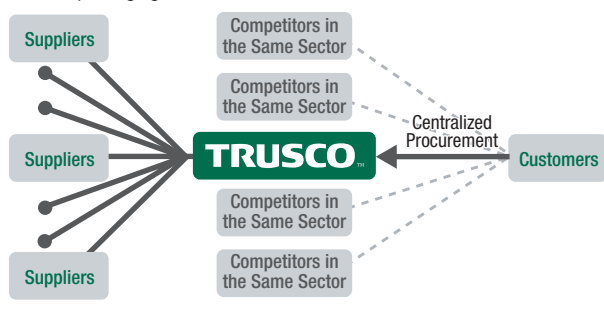 Suppliers
Competitors in
the Same Sector
Competitors in
the Same Sector
Centralized
Procurement
Suppliers
TRUSCO™
Customers
Competitors in
the Same Sector
Suppliers
Competitors in
the Same Sector